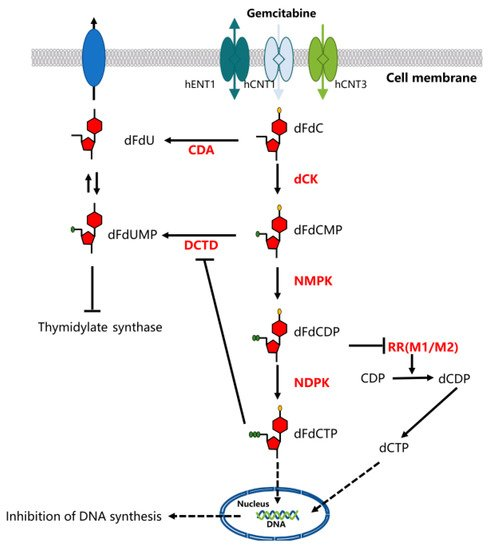 Gemcitabine
Cell membrane
hENT1
hCNT1
hCNT3
dFdU
CDA
dFdC
dCK
dFdUMP
DCTD
dFdCMP
NMPK
Thymidylate synthase
dFdCDP
RR(M1/M2)
NDPK
CDP
dCDP
dFdCTP
dCTP
Nucleus
DNA
Inhibition of DNA synthesis